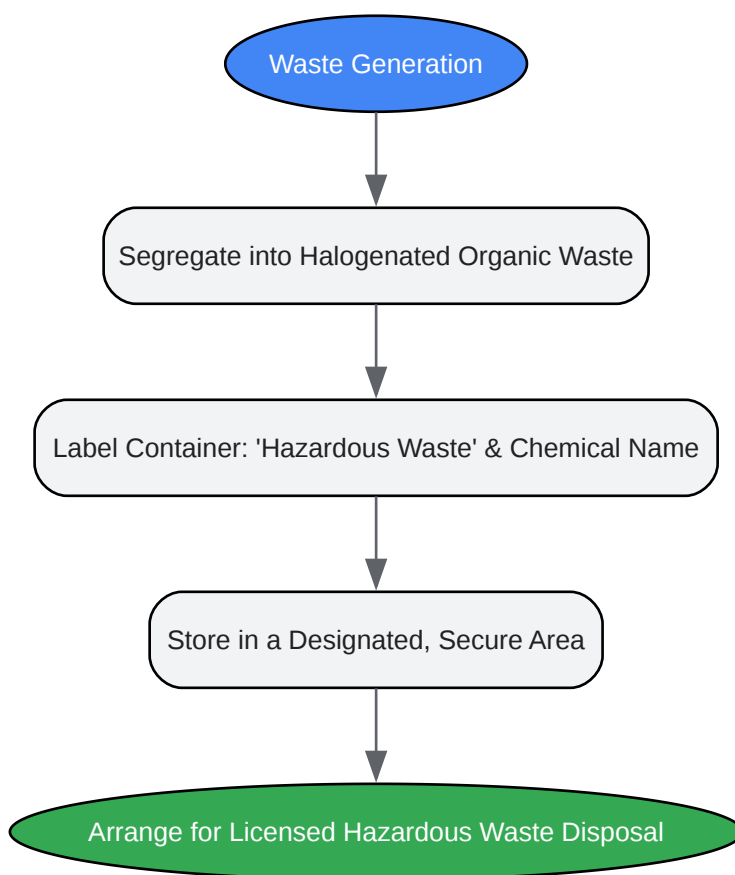 Waste Generation
Segregate into Halogenated Organic Waste
Label Container: 'Hazardous Waste' & Chemical Name
Store in a Designated, Secure Area
Arrange for Licensed Hazardous Waste Disposal